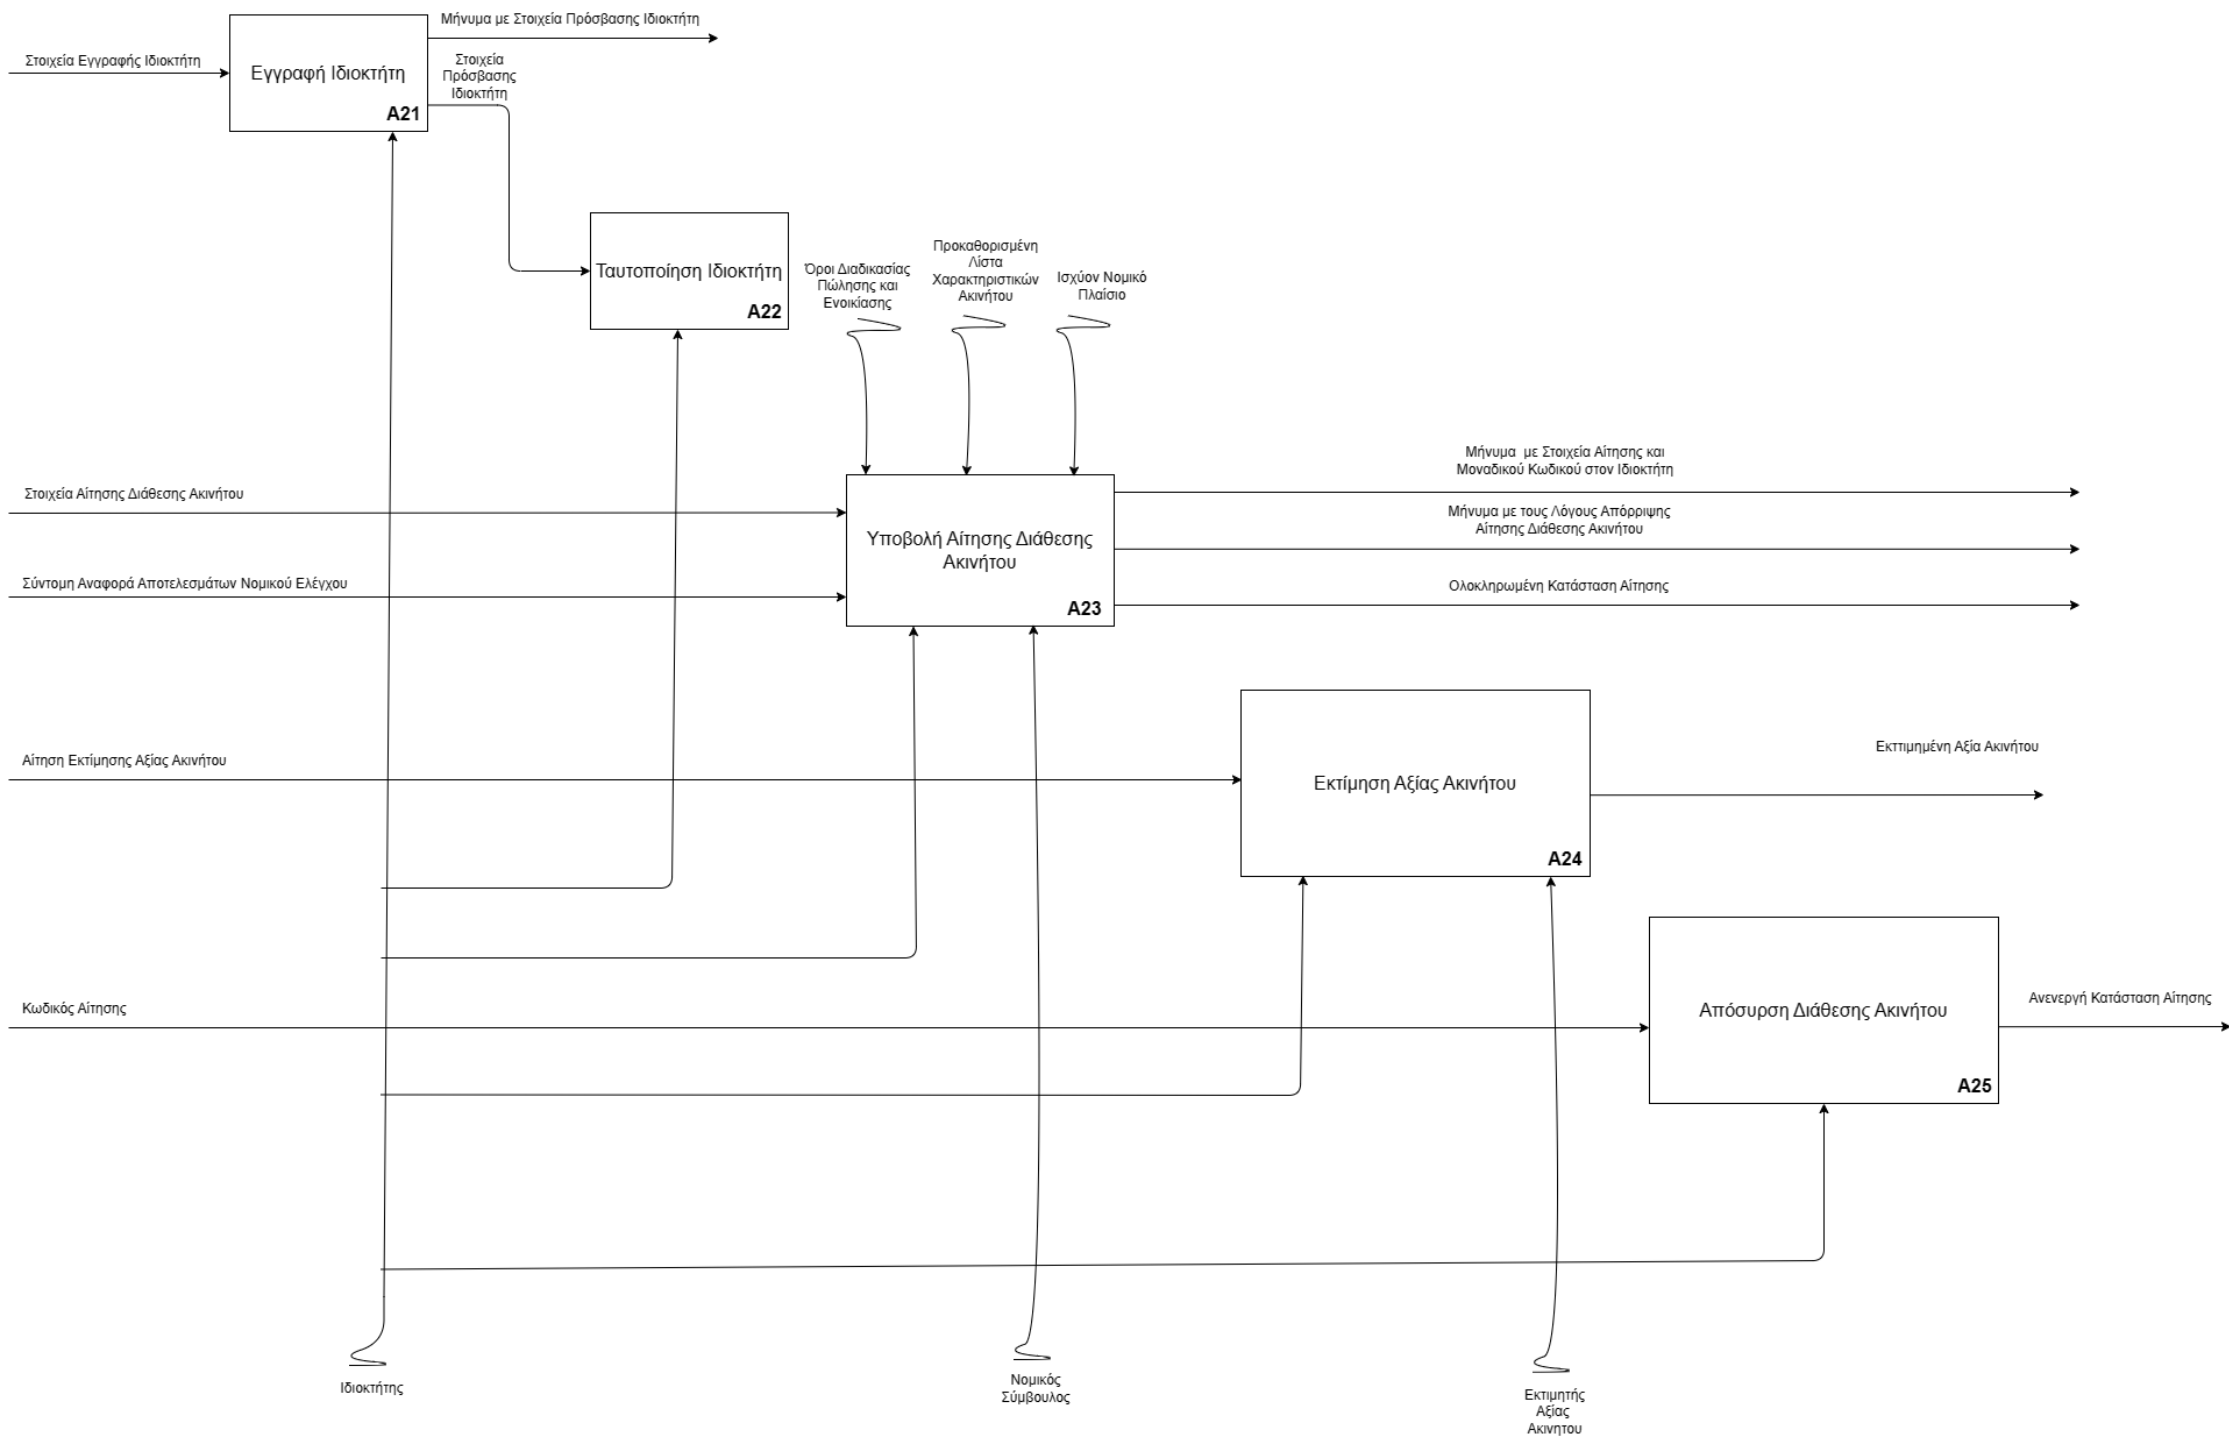 Μήνυμα με Στοιχεία Πρόσβασης Ιδιοκτήτη
Στοιχεία Εγγραφής Ιδιοκτήτη
Εγγραφή Ιδιοκτήτη
A21
Στοιχεία
Πρόσβασης
Ιδιοκτήτη
Ταυτοποίηση Ιδιοκτήτη
A22
Όροι Διαδικασίας
Πώλησης και
Ενοικίασης
Προκαθορισμένη
Λίστα
Χαρακτηριστικών
Ακινήτου
Ισχύον Νομικό
Πλαίσιο
Στοιχεία Αίτησης Διάθεσης Ακινήτου
Σύντομη Αναφορά Αποτελεσμάτων Νομικού Ελέγχου
Υποβολή Αίτησης Διάθεσης
Ακινήτου
A23
Μήνυμα με Στοιχεία Αίτησης και
Μοναδικού Κωδικού στον Ιδιοκτήτη
Μήνυμα με τους Λόγους Απόρριψης
Αίτησης Διάθεσης Ακινήτου
Ολοκληρωμένη Κατάσταση Αίτησης
Αίτηση Εκτίμησης Αξίας Ακινήτου
Εκτίμηση Αξίας Ακινήτου
A24
Εκττιμημένη Αξία Ακινήτου
Κωδικός Αίτησης
Απόσυρση Διάθεσης Ακινήτου
A25
Ανενεργή Κατάσταση Αίτησης
Ιδιοκτήτης
Νομικός
Σύμβουλος
Εκτιμητής
Αξίας
Ακινητου